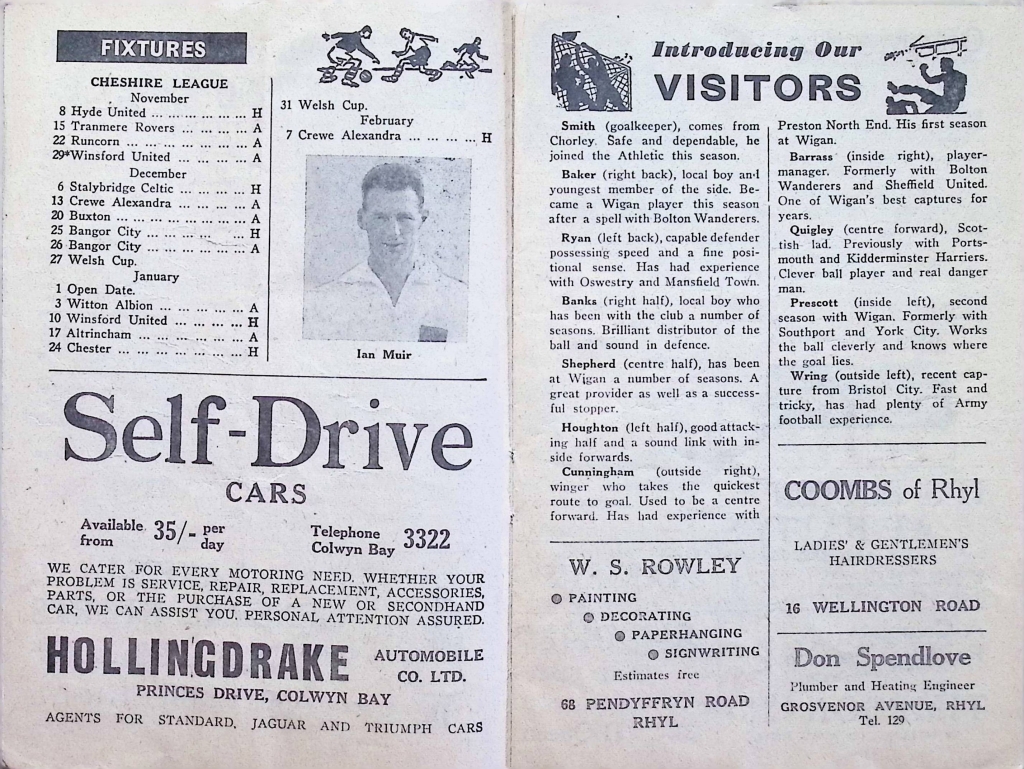 FIXTURES
CHESHIRE LEAGUE
November
8 Hyde United ... ... ... ... H
15 Tranmere Rovers ... ... ... A
22 Runcorn ... ... ... ... ... A
29*Winsford United ... ... ... A
December
6 Stalybridge Celtic ... ... ... H
13 Crewe Alexandra ... ... ... A
20 Buxton ... ... ... ... ... ... A
25 Bangor City ... ... ... H
26 Bangor City ... ... ... ... A
27 Welsh Cup.
January
1 Open Date.
3 Witton Albion ... ... ... ... A
10 Winsford United ... ... ... H
17 Altrincham ... ... ... ... ... A
24 Chester ... ... ... ... ... ... H
31 Welsh Cup.
February
7 Crewe Alexandra ... ... ... ... H
Ian Muir
Self-Drive
CARS
Available from 35/- per day
Telephone Colwyn Bay 3322
WE CATER FOR EVERY MOTORING NEED. WHETHER YOUR
PROBLEM IS SERVICE, REPAIR, REPLACEMENT, ACCESSORIES,
PARTS, OR THE PURCHASE OF A NEW OR SECONDHAND
CAR, WE CAN ASSIST YOU. PERSONAL ATTENTION ASSURED.
HOLLINGDRAKE AUTOMOBILE CO. LTD.
PRINCES DRIVE, COLWYN BAY
AGENTS FOR STANDARD, JAGUAR AND TRIUMPH CARS
Introducing Our
VISITORS
Smith (goalkeeper), comes from
Chorley. Safe and dependable, he
joined the Athletic this season.
Baker (right back), local boy and
youngest member of the side. Be-
came a Wigan player this season
after a spell with Bolton Wanderers.
Ryan (left back), capable defender
possessing speed and a fine pos-
itional sense. Has had experience
with Oswestry and Mansfield Town.
Banks (right half), local boy who
has been with the club a number of
seasons. Brilliant distributor of the
ball and sound in defence.
Shepherd (centre half), has been
at Wigan a number of seasons. A
great provider as well as a success-
ful stopper.
Houghton (left half), good attack-
ing half and a sound link with in-
side forwards.
Cunningham (outside right),
winger who takes the quickest
route to goal. Used to be a centre
forward. Has had experience with
Preston North End. His first season
at Wigan.
Barrass (inside right), player-
manager. Formerly with Bolton
Wanderers and Sheffield United.
One of Wigan's best captures for
years.
Quigley (centre forward), Scot-
tish lad. Previously with Ports-
mouth and Kidderminster Harriers.
Clever ball player and real danger
man.
Prescott (inside left), second
season with Wigan. Formerly with
Southport and York City. Works
the ball cleverly and knows where
the goal lies.
Wring (outside left), recent cap-
ture from Bristol City. Fast and
tricky, has had plenty of Army
football experience.
W. S. ROWLEY
PAINTING
DECORATING
PAPERHANGING
SIGNWRITING
Estimates free
68 PENDYFFRYN ROAD
RHYL
COOMBS of Rhyl
LADIES' & GENTLEMEN'S
HAIRDRESSERS
16 WELLINGTON ROAD
Don Spendlove
Plumber and Heating Engineer
GROSVENOR AVENUE, RHYL
Tel. 129